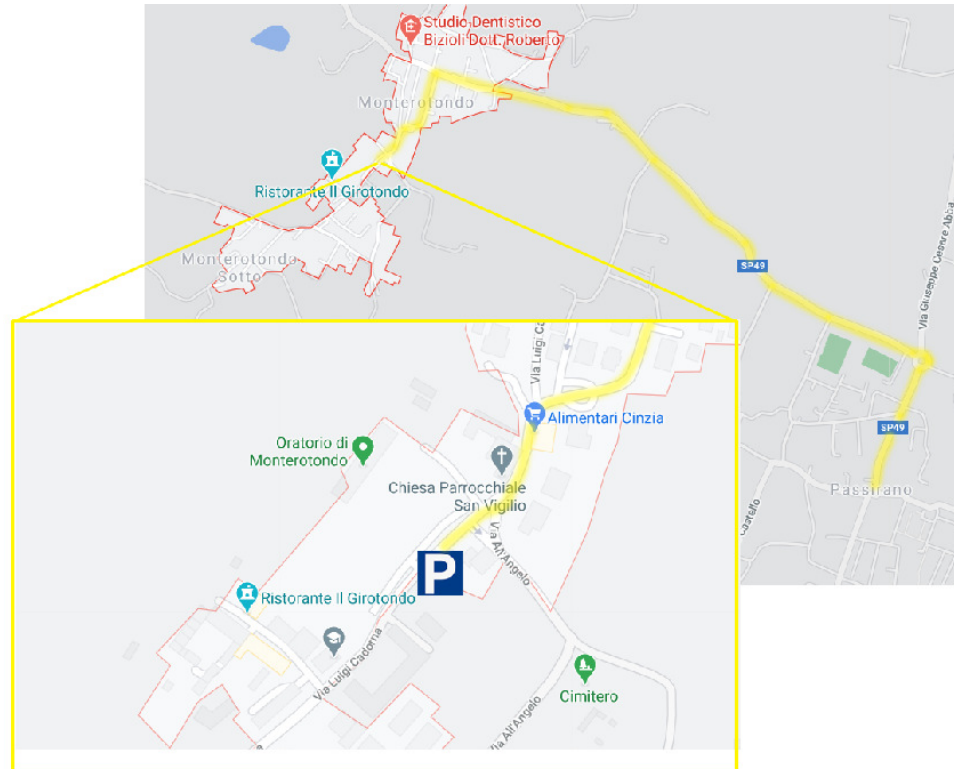 Studio Dentistico
Bizioli Dott. Roberto
Monterotondo
Ristorante Il Girotondo
Monterotondo
Sotto
SP49
Via Giuseppe Cesare Abba
SP49
Passirano
Castello
Via Luigi Ca
Alimentari Cinzia
Oratorio di
Monterotondo
Chiesa Parrocchiale
San Vigilio
Via All'Angelo
P
Ristorante Il Girotondo
Via Luigi Cadorna
Cimitero
Via All'Angelo